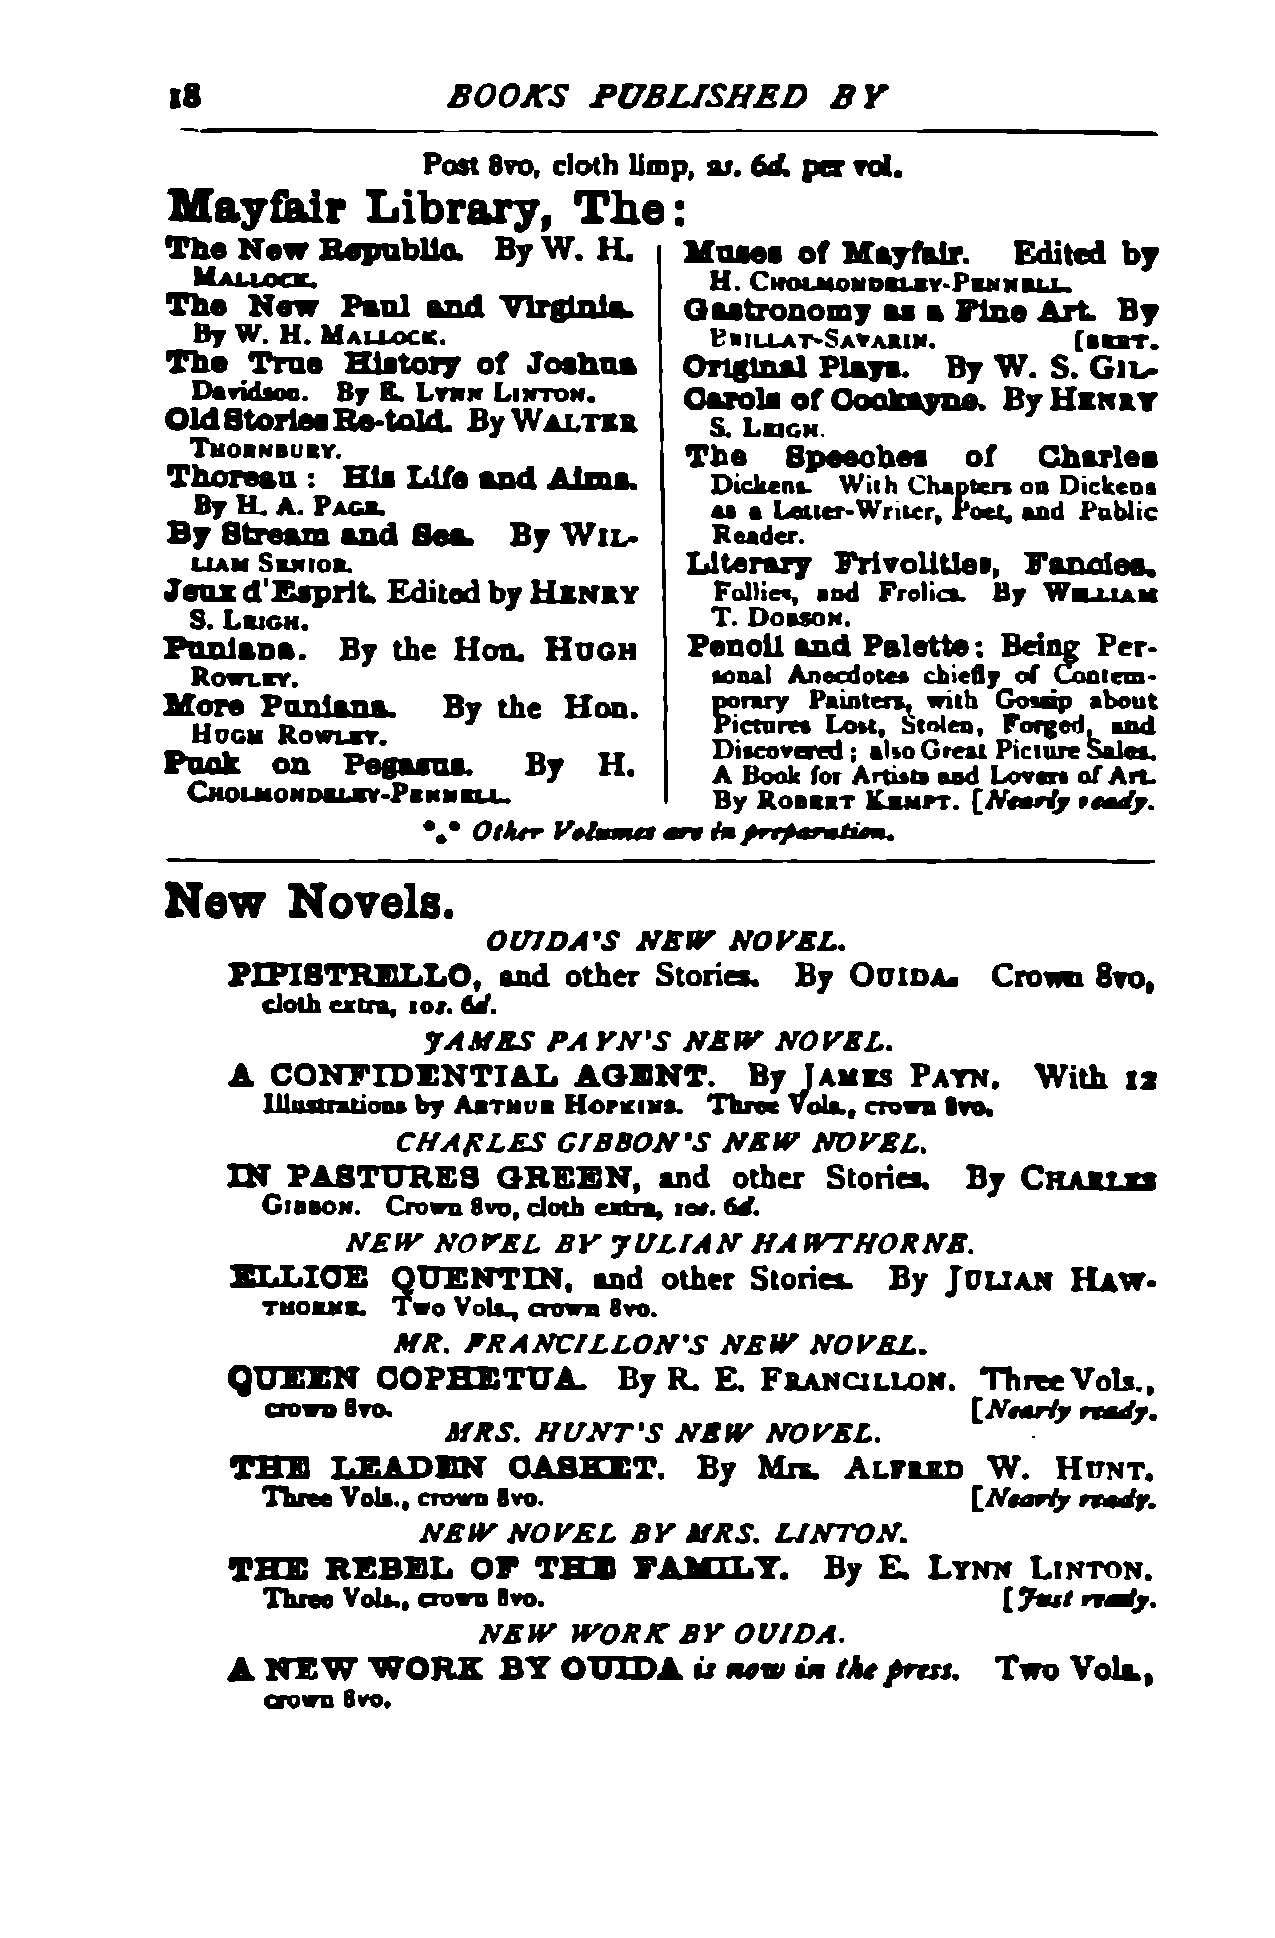 18 BOOKS PUBLISHED BY
Post 8vo, cloth limp, 2s. 6d. per vol.
Mayfair Library, The:
The New Republic. By W. H.
MALLOCK.
The New Paul and Virginia.
By W. H. MALLOCK.
The True History of Joshua
Davidson. By E. LYNN LINTON.
Old Stories Re-told. By WALTER
THORNBURY.
Thoreau: His Life and Aims.
By H. A. PAGE.
By Stream and Sea. By WIL-
LIAM SENIOR.
Jeux d'Esprit. Edited by HENRY
S. LEIGH.
Puniana. By the Hon. HUGH
ROWLEY.
More Puniana. By the Hon.
HUGH ROWLEY.
Puck on Pegasus. By H.
CHOLMONDELEY-PENNELL.
Muses of Mayfair. Edited by
H. CHOLMONDELEY-PENNELL.
Gastronomy as a Fine Art. By
BRILLAT-SAVARIN. [BERT.
Original Plays. By W. S. GIL-
Carols of Cockayne. By HENRY
S. LEIGH.
The Speeches of Charles
Dickens. With Chapters on Dickens
as a Letter-Writer, Poet, and Public
Reader.
Literary Frivolities, Fancies,
Follies, and Frolics. By WILLIAM
T. DOBSON.
Pencil and Palette: Being Per-
sonal Anecdotes chiefly of Contem-
porary Painters, with Gossip about
Pictures Lost, Stolen, Forged, and
Discovered; also Great Picture Sales.
A Book for Artists and Lovers of Art.
By ROBERT KEMPT. [Nearly ready.
*.* Other Volumes are in preparation.
New Novels.
OUIDA'S NEW NOVEL.
PIPISTRELLO, and other Stories. By OUIDA. Crown 8vo,
cloth extra, 10s. 6d.
JAMES PAYN'S NEW NOVEL.
A CONFIDENTIAL AGENT. By JAMES PAYN. With 12
Illustrations by ARTHUR HOPKINS. Three Vols., crown 8vo.
CHARLES GIBBON'S NEW NOVEL.
IN PASTURES GREEN, and other Stories. By CHARLES
GIBBON. Crown 8vo, cloth extra, 10s. 6d.
NEW NOVEL BY JULIAN HAWTHORNE.
ELLICE QUENTIN, and other Stories. By JULIAN HAW-
THORNE. Two Vols., crown 8vo.
MR. FRANCILLON'S NEW NOVEL.
QUEEN COPHETUA. By R. E. FRANCILLON. Three Vols.,
crown 8vo. [Nearly ready.
MRS. HUNT'S NEW NOVEL.
THE LEADEN CASKET. By Mrs. ALFRED W. HUNT.
Three Vols., crown 8vo. [Nearly ready.
NEW NOVEL BY MRS. LINTON.
THE REBEL OF THE FAMILY. By E. LYNN LINTON.
Three Vols., crown 8vo. [Just ready.
NEW WORK BY OUIDA.
A NEW WORK BY OUIDA is now in the press. Two Vols.,
crown 8vo.